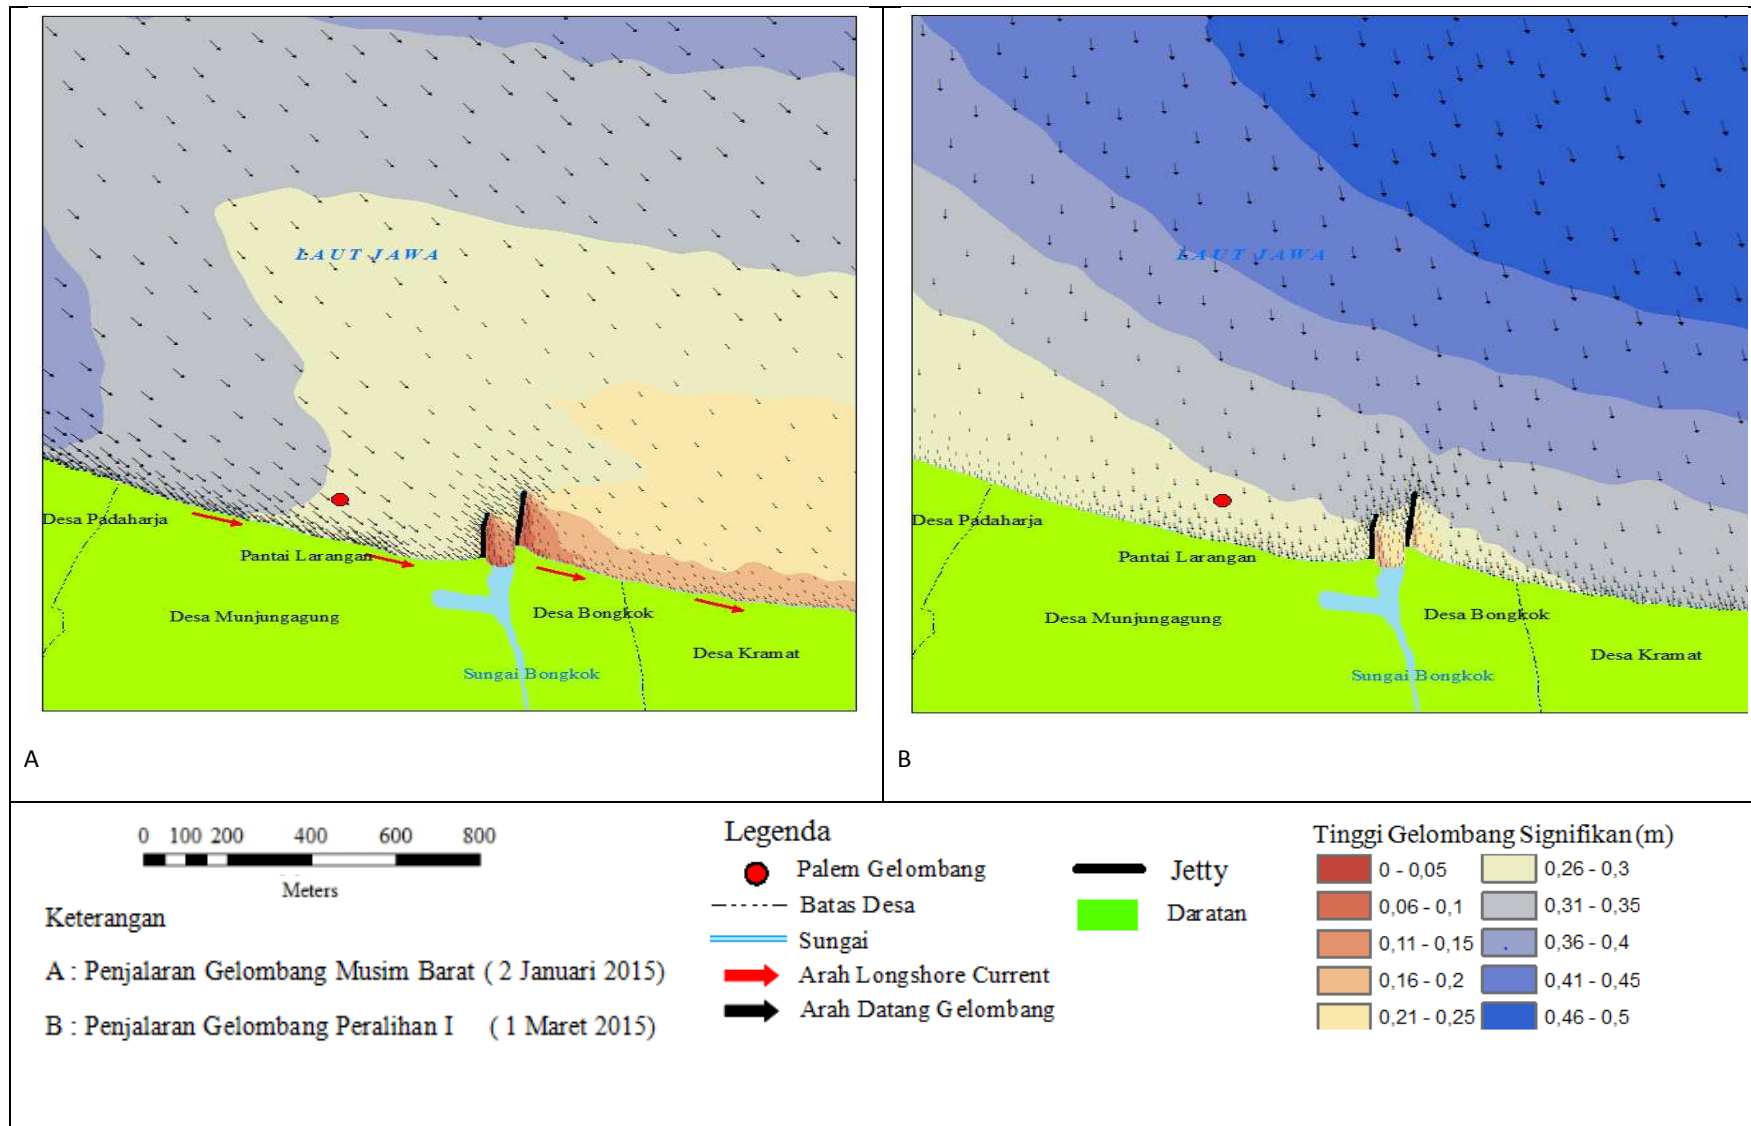 LAUT JAWA
Desa Padaharja
Pantai Larangan
Desa Munjungagung
Desa Bongkok
Desa Kramat
Sungai Bongkok
A
LAUT JAWA
Desa Padaharja
Pantai Larangan
Desa Munjungagung
Desa Bongkok
Desa Kramat
Sungai Bongkok
B
0 100 200 400 600 800
Meters
Keterangan
A : Penjalaran Gelombang Musim Barat ( 2 Januari 2015)
B : Penjalaran Gelombang Peralihan I ( 1 Maret 2015)
Legenda
Palem Gelombang
Batas Desa
Sungai
Arah Longshore Current
Arah Datang Gelombang
Jetty
Daratan
Tinggi Gelombang Signifikan (m)
0 - 0,05
0,06 - 0,1
0,11 - 0,15
0,16 - 0,2
0,21 - 0,25
0,26 - 0,3
0,31 - 0,35
0,36 - 0,4
0,41 - 0,45
0,46 - 0,5